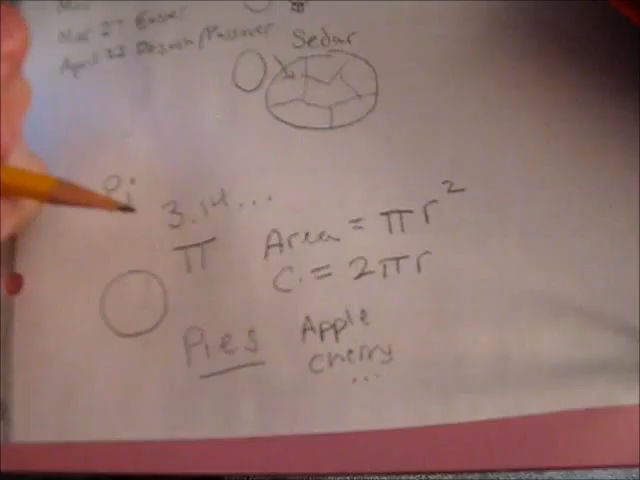 Mar 27 Easter
April 22 Pesach/Passover
Sedar
Pi 3.14...
π Area = πr²
C. = 2πr
Pies Apple
Cherry
...